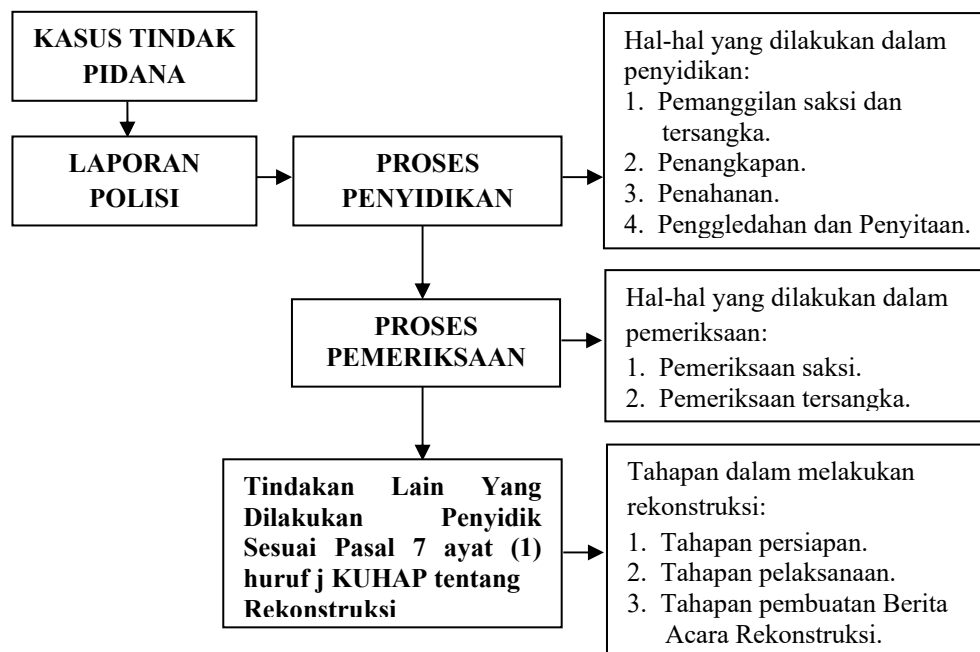 KASUS TINDAK
PIDANA
Hal-hal yang dilakukan dalam
penyidikan:
1. Pemanggilan saksi dan
tersangka.
2. Penangkapan.
3. Penahanan.
4. Penggledahan dan Penyitaan.
LAPORAN
POLISI
PROSES
PENYIDIKAN
PROSES
PEMERIKSAAN
Hal-hal yang dilakukan dalam
pemeriksaan:
1. Pemeriksaan saksi.
2. Pemeriksaan tersangka.
Tindakan Lain Yang
Dilakukan Penyidik
Sesuai Pasal 7 ayat (1)
huruf j KUHAP tentang
Rekonstruksi
Tahapan dalam melakukan
rekonstruksi:
1. Tahapan persiapan.
2. Tahapan pelaksanaan.
3. Tahapan pembuatan Berita
Acara Rekonstruksi.